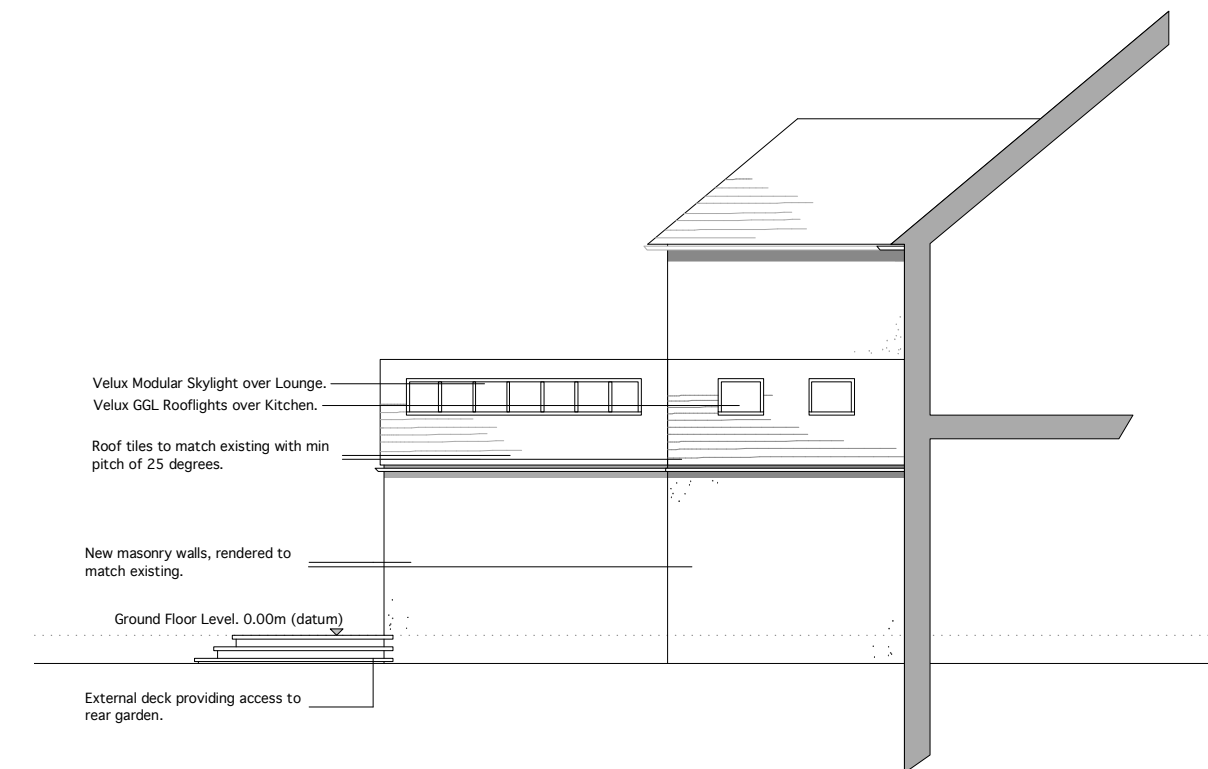 Velux Modular Skylight over Lounge.
Velux GGL Rooflights over Kitchen.
Roof tiles to match existing with min
pitch of 25 degrees.
New masonry walls, rendered to
match existing.
Ground Floor Level. 0.00m (datum)
External deck providing access to
rear garden.